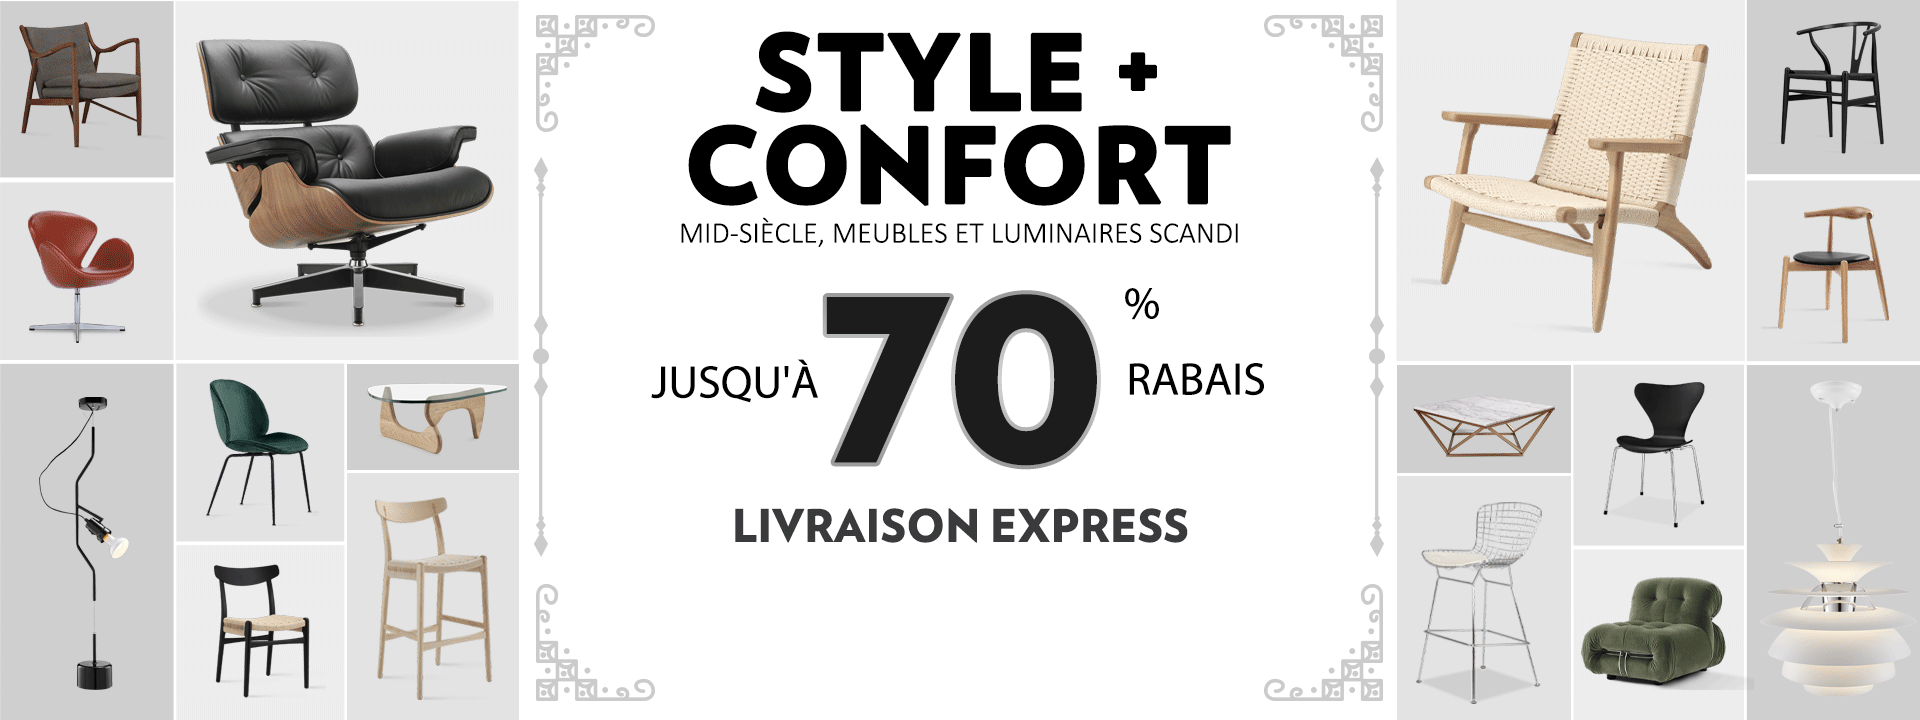 STYLE +
CONFORT
MID-SIÈCLE, MEUBLES ET LUMINAIRES SCANDI
JUSQU'À 70 % RABAIS
LIVRAISON EXPRESS